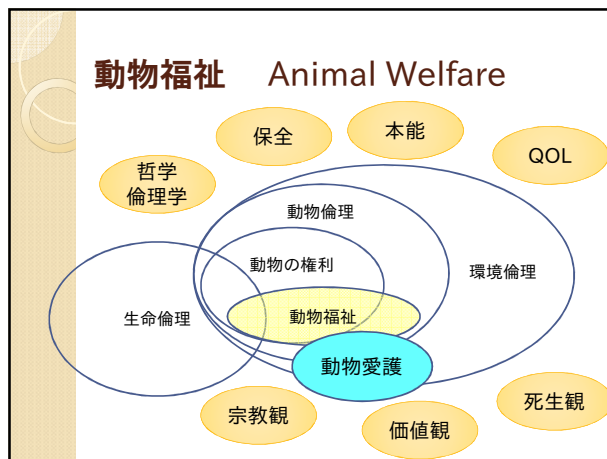 動物福祉 Animal Welfare
保全
本能
QOL
哲学
倫理学
動物倫理
動物の権利
環境倫理
生命倫理
動物福祉
動物愛護
宗教観
価値観
死生観